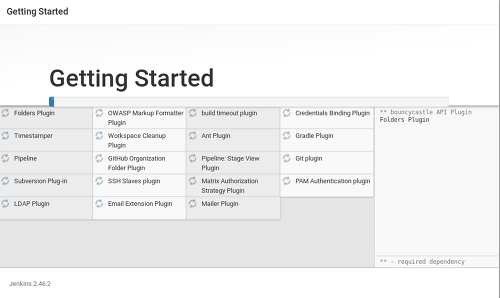 Getting Started
Getting Started
Folders Plugin
OWASP Markup Formatter
Plugin
build timeout plugin
Credentials Binding Plugin
Timestamper
Workspace Cleanup
Plugin
Ant Plugin
Gradle Plugin
Pipeline
GitHub Organization
Folder Plugin
Pipeline: Stage View
Plugin
Git plugin
Subversion Plug-in
SSH Slaves plugin
Matrix Authorization
Strategy Plugin
PAM Authentication plugin
LDAP Plugin
Email Extension Plugin
Mailer Plugin
** bouncycastle API Plugin
Folders Plugin
** - required dependency
Jenkins 2.46.2